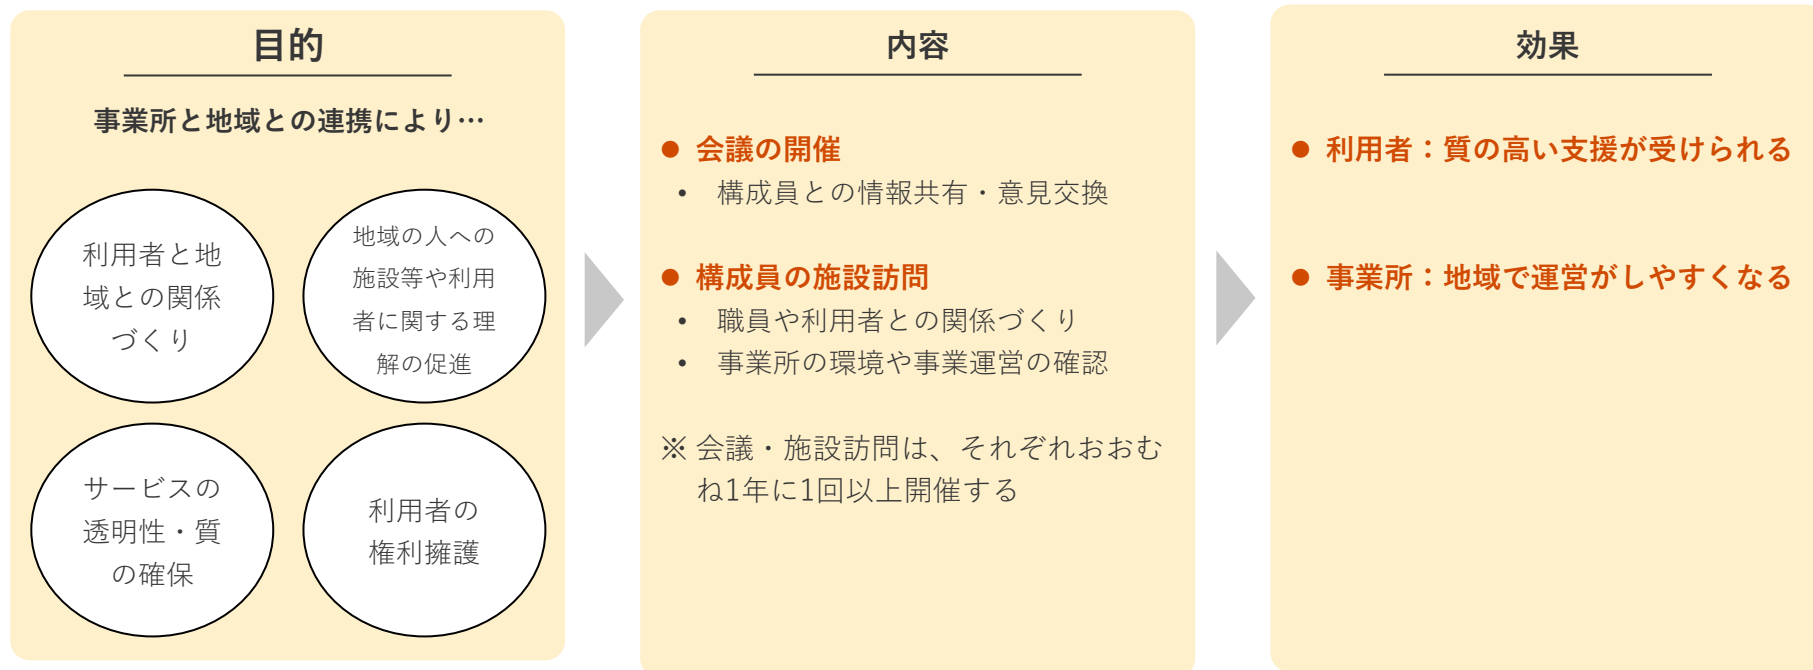 目的
事業所と地域との連携により…
利用者と地
域との関係
づくり
地域の人への
施設等や利用
者に関する理
解の促進
サービスの
透明性・質
の確保
利用者の
権利擁護
内容
● 会議の開催
• 構成員との情報共有・意見交換
● 構成員の施設訪問
• 職員や利用者との関係づくり
• 事業所の環境や事業運営の確認
※ 会議・施設訪問は、それぞれおおむ
ね1年に1回以上開催する
効果
● 利用者：質の高い支援が受けられる
● 事業所：地域で運営がしやすくなる